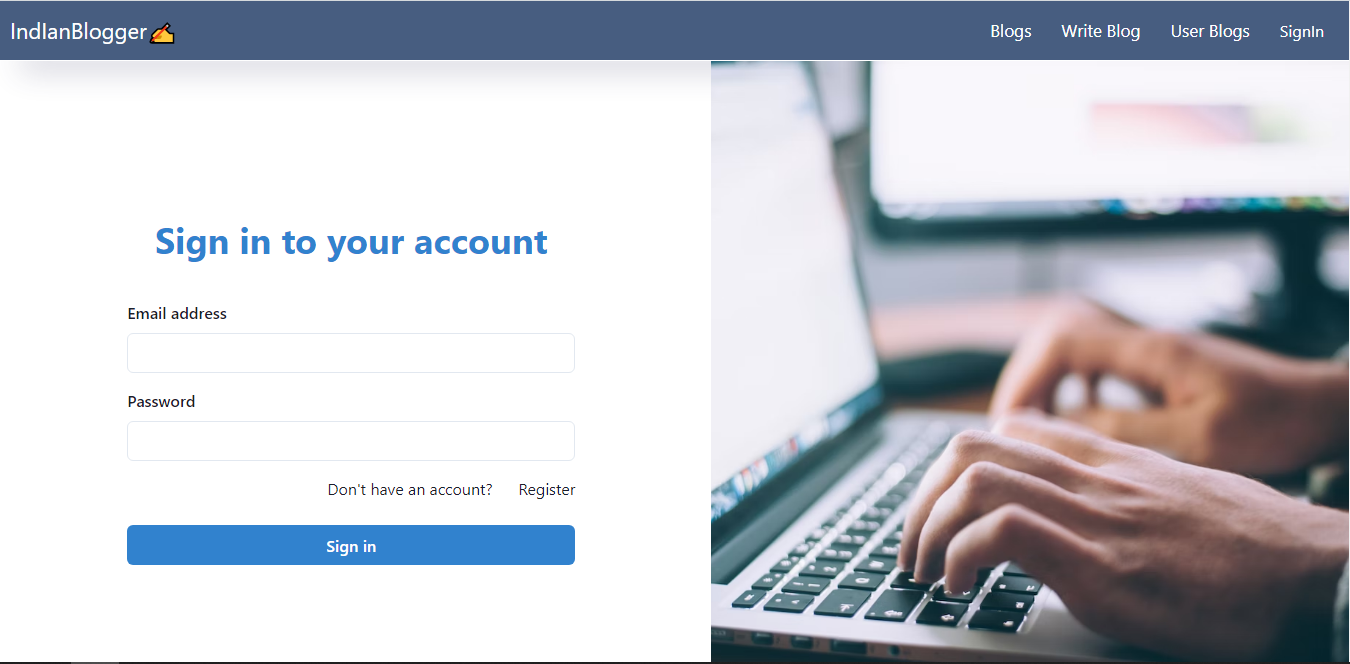 IndIanBlogger✍
Blogs Write Blog User Blogs SignIn
Sign in to your account
Email address
Password
Don't have an account? Register
Sign in